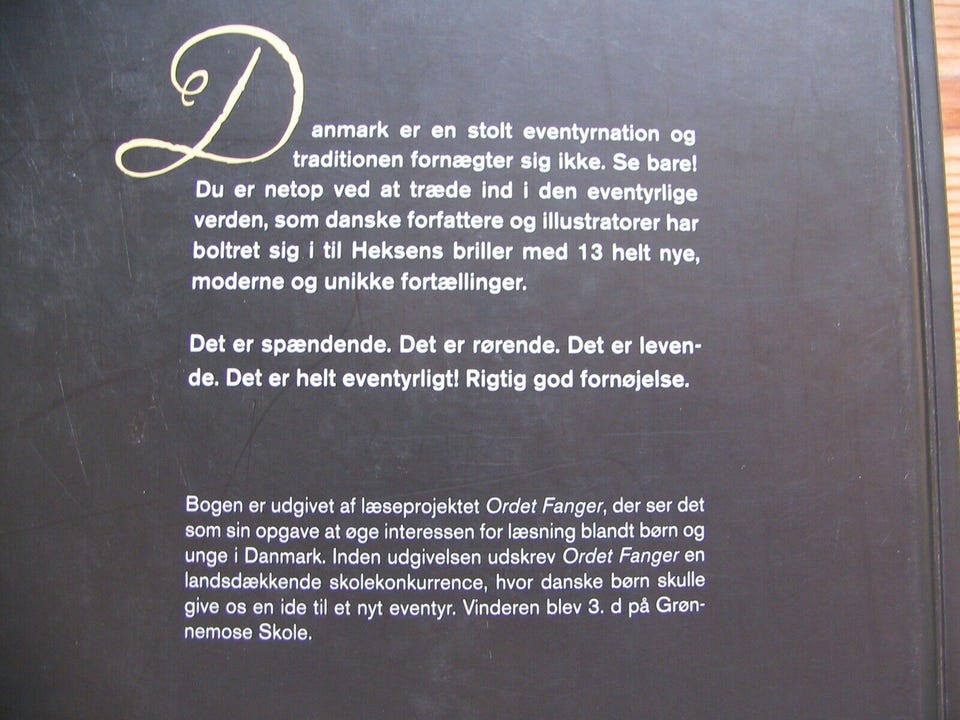 Danmark er en stolt eventyrnation og
traditionen fornægter sig ikke. Se bare!
Du er netop ved at træde ind i den eventyrlige
verden, som danske forfattere og illustratorer har
boltret sig i til Heksens briller med 13 helt nye,
moderne og unikke fortællinger.
Det er spændende. Det er rørende. Det er leven-
de. Det er helt eventyrligt! Rigtig god fornøjelse.
Bogen er udgivet af læseprojektet Ordet Fanger, der ser det
som sin opgave at øge interessen for læsning blandt børn og
unge i Danmark. Inden udgivelsen udskrev Ordet Fanger en
landsdækkende skolekonkurrence, hvor danske børn skulle
give os en ide til et nyt eventyr. Vinderen blev 3. d på Grøn-
nemose Skole.